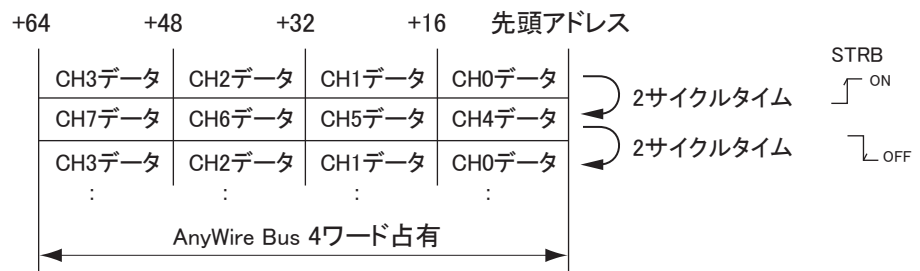 +64 +48 +32 +16 先頭アドレス
STRB
CH3データ CH2データ CH1データ CH0データ
2サイクルタイム ON
CH7データ CH6データ CH5データ CH4データ
2サイクルタイム OFF
CH3データ CH2データ CH1データ CH0データ
: : : :
AnyWire Bus 4ワード占有